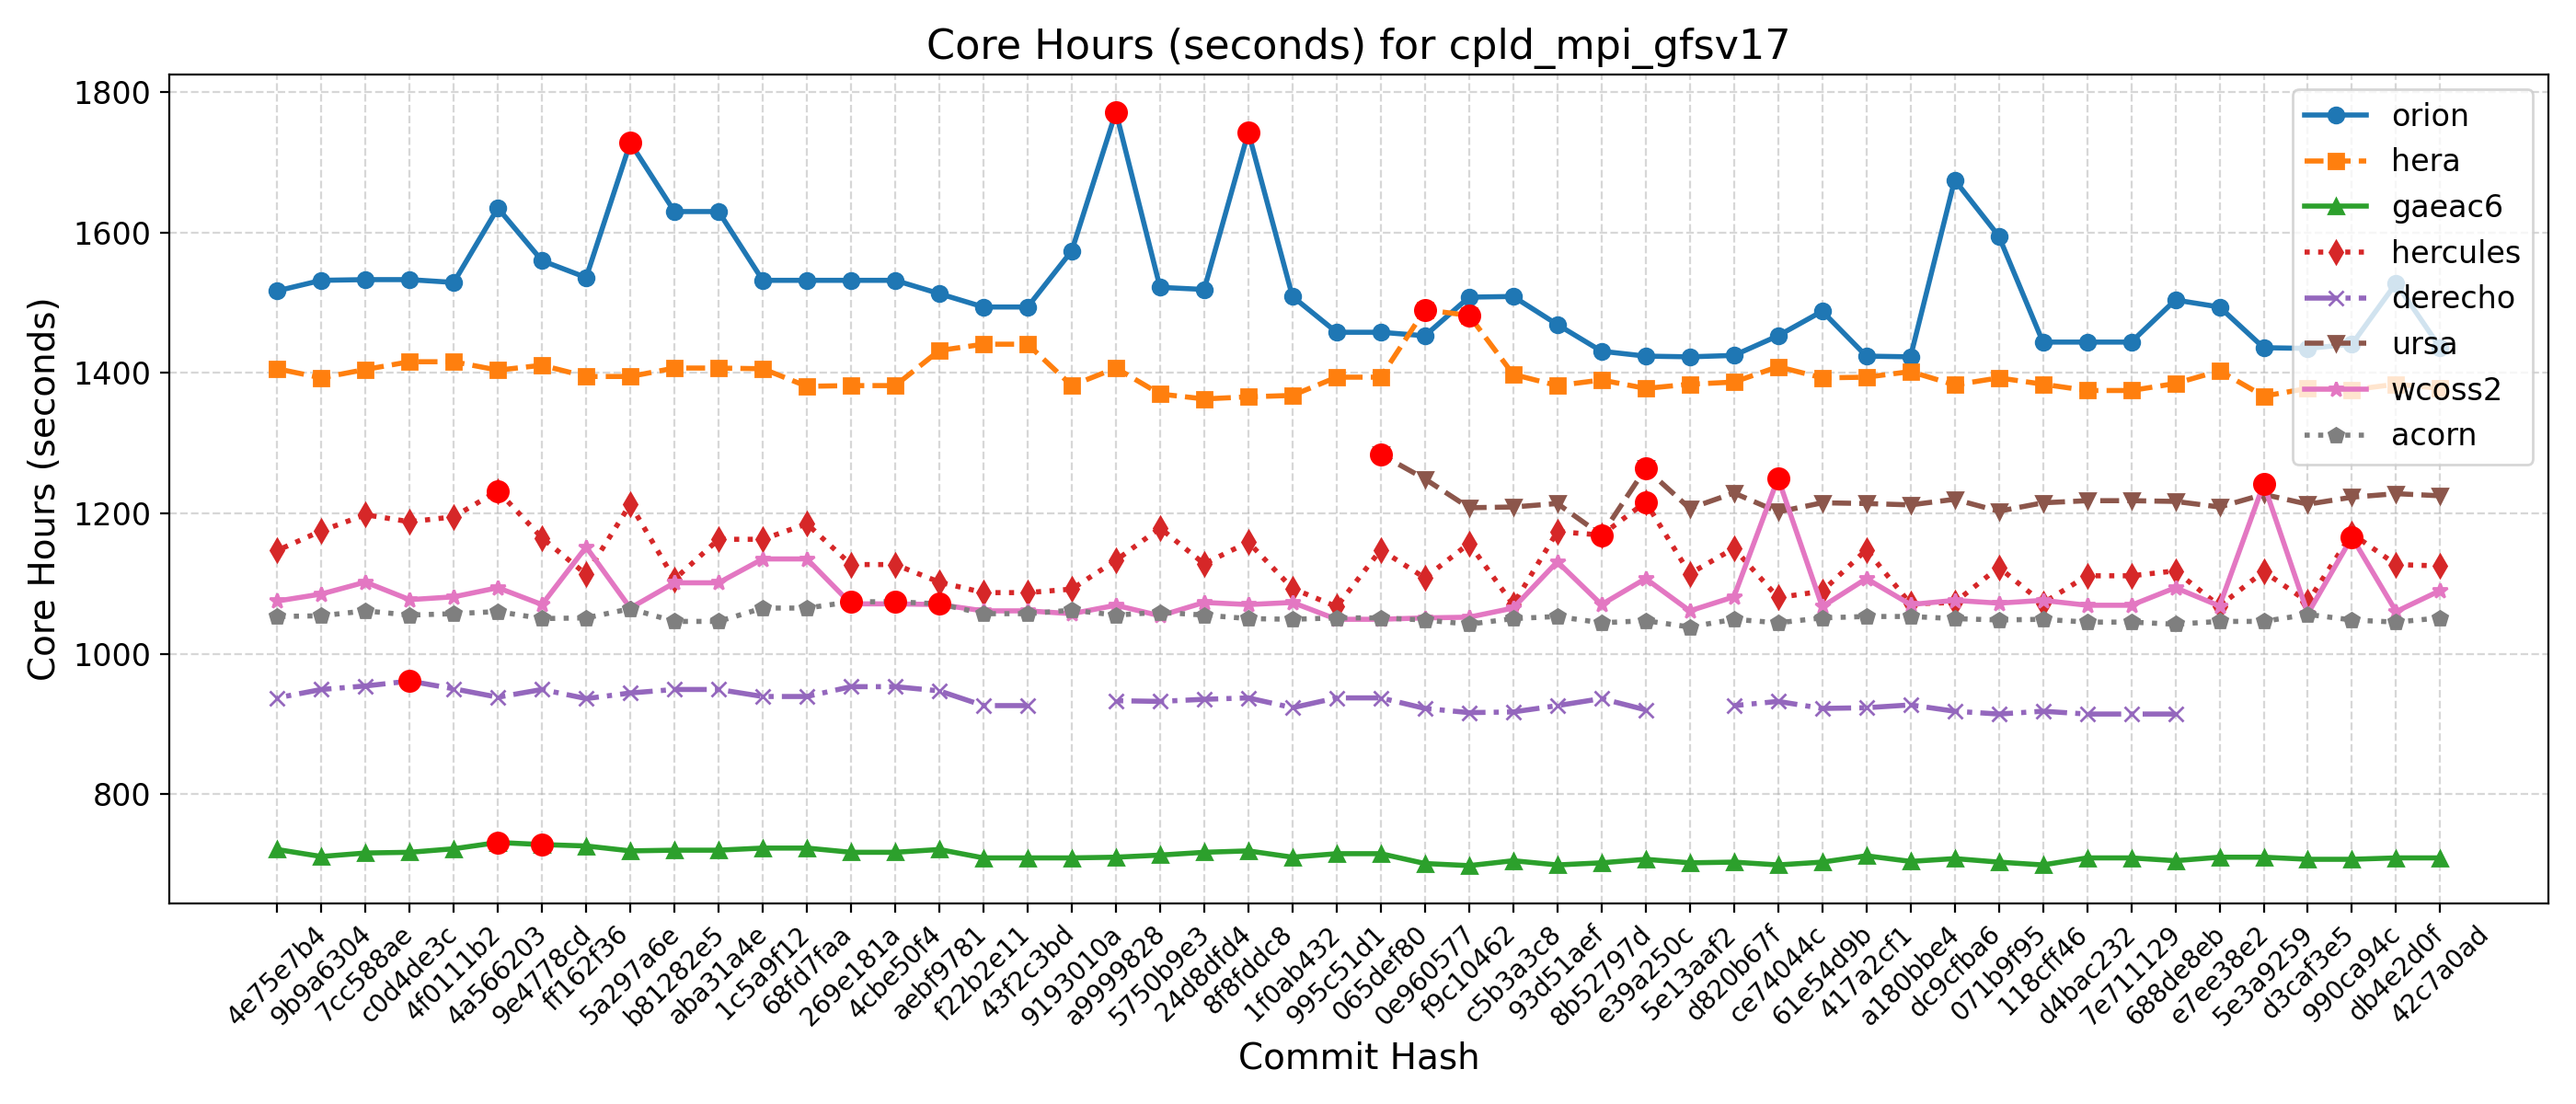 Core Hours (seconds) for cpld_mpi_gfsv17
Core Hours (seconds)
1800
1600
1400
1200
1000
800
orion
hera
gaeac6
hercules
derecho
ursa
wcoss2
acorn
4e75e7b4
9b9a6304
7cc588ae
c0d4de3c
4f0111b2
4a566203
9e4778cd
ff162f36
5a297a6e
b81282e5
aba31a4e
1c5a9f12
68fd7faa
269e181a
4cbe50f4
aebf9781
f22b2e11
43f2c3bd
9193010a
a9999828
5750b9e3
24d8dfd4
8f8fddc8
1f0ab432
995c51d1
065def80
0e960577
f9c10462
c5b3a3c8
93d51aef
8b52797d
e39a250c
5e13aaf2
d820b67f
ce74044c
61e54d9b
417a2cf1
a180bbe4
dc9cfba6
071b9f95
118cff46
d4bac232
7e711129
688de8eb
e7ee38e2
5e3a9259
d3caf3e5
990ca94c
db4e2d0f
42c7a0ad
Commit Hash